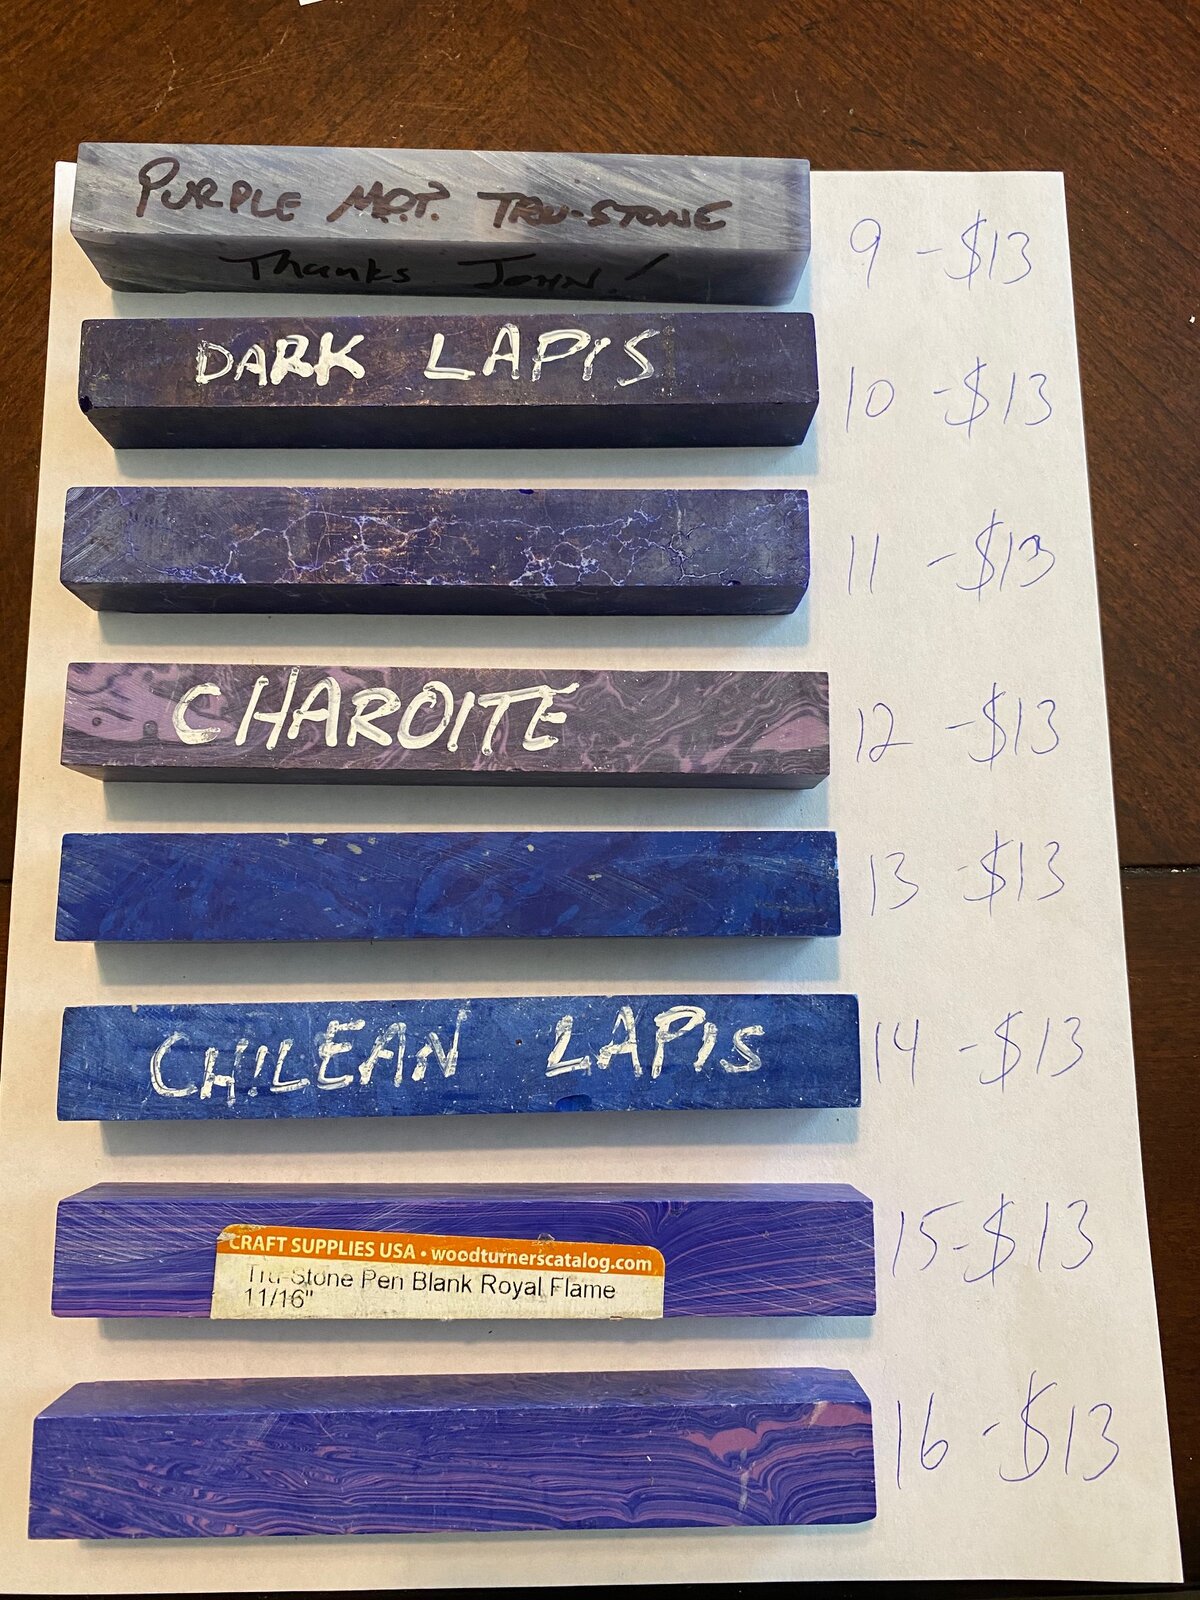 PURPLE MQT. TRU-STONE
Thanks JOHN!
9 - $13
DARK LAPIS
10 - $13
11 - $13
CHAROITE
12 - $13
13 $13
CHILEAN LAPIS
14 - $13
CRAFT SUPPLIES USA • woodturnerscatalog.com
Tru-Stone Pen Blank Royal Flame
11/16"
15 - $13
16 - $13